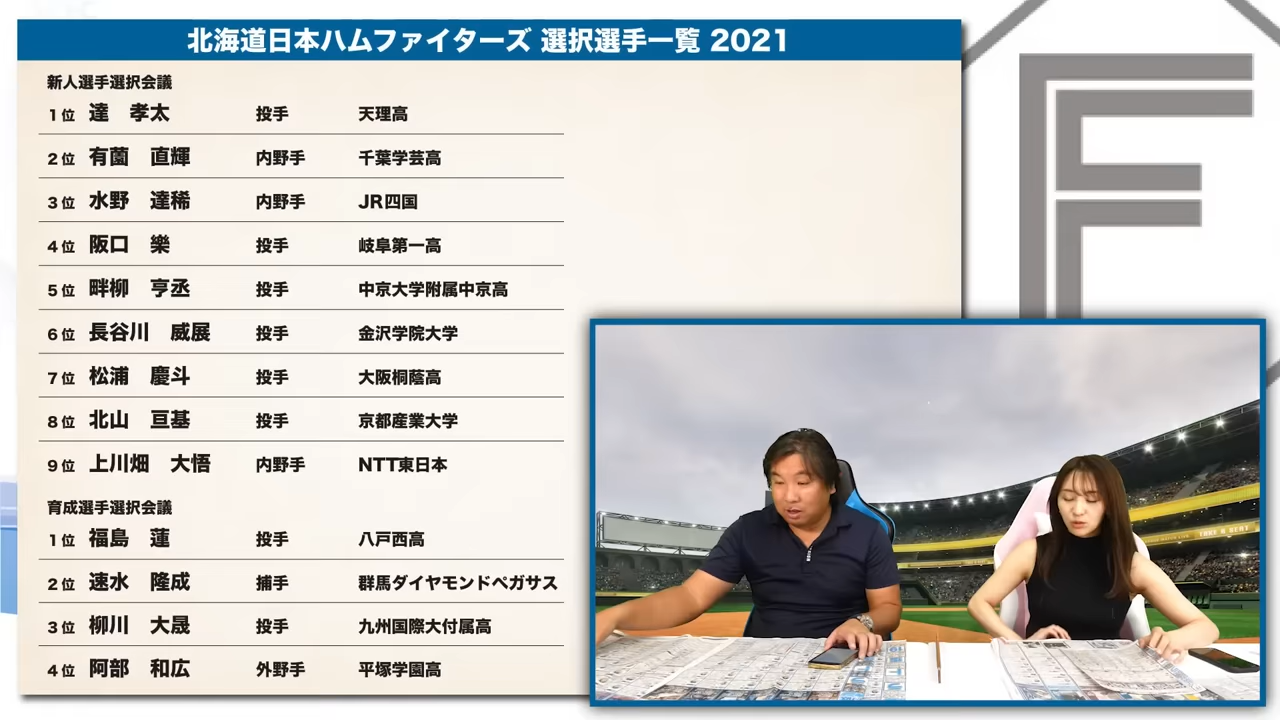 北海道日本ハムファイターズ 選択選手一覧 2021
新人選手選択会議
1位 達 孝太 投手 天理高
2位 有薗 直輝 内野手 千葉学芸高
3位 水野 達稀 内野手 JR四国
4位 阪口 樂 投手 岐阜第一高
5位 畔柳 亨丞 投手 中京大学附属中京高
6位 長谷川 威展 投手 金沢学院大学
7位 松浦 慶斗 投手 大阪桐蔭高
8位 北山 亘基 投手 京都産業大学
9位 上川畑 大悟 内野手 NTT東日本
育成選手選択会議
1位 福島 蓮 投手 八戸西高
2位 速水 隆成 捕手 群馬ダイヤモンドペガサス
3位 柳川 大晟 投手 九州国際大付属高
4位 阿部 和広 外野手 平塚学園高
F
TAKE A SEAT